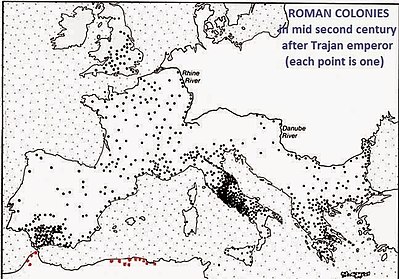 ROMAN COLONIES
in mid second century
after Trajan emperor
(each point is one)
Rhine
River
Danube
River